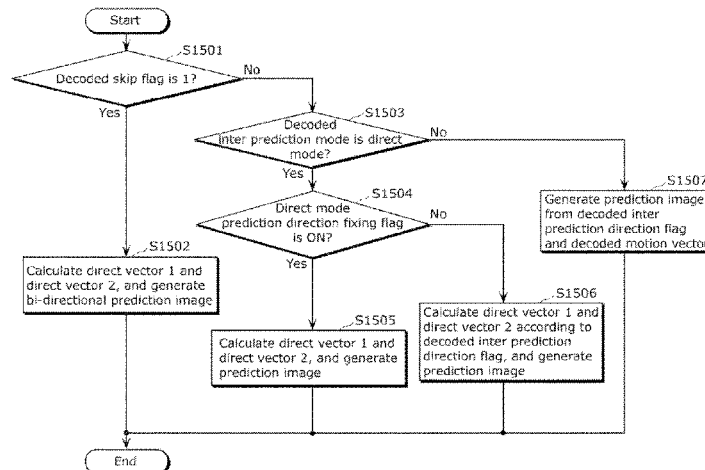 Start
S1501
Decoded skip flag is 1?
No
Yes
S1503
Decoded
inter prediction mode is direct
mode?
No
Yes
S1504
Direct mode
prediction direction fixing flag
is ON?
No
Yes
S1507
Generate prediction image
from decoded inter
prediction direction flag
and decoded motion vector
S1502
Calculate direct vector 1 and
direct vector 2, and generate
bi-directional prediction image
S1505
Calculate direct vector 1 and
direct vector 2, and generate
prediction image
S1506
Calculate direct vector 1 and
direct vector 2 according to
decoded inter prediction
direction flag, and generate
prediction image
End